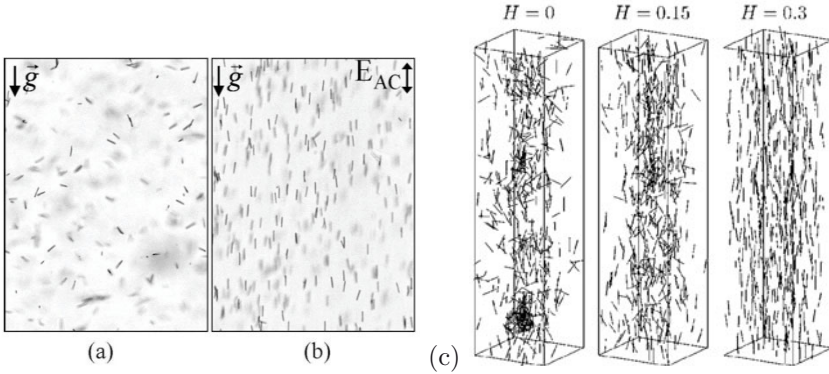 H = 0 H = 0.15 H = 0.3
g⃗ g⃗ E_AC
(a) (b) (c)